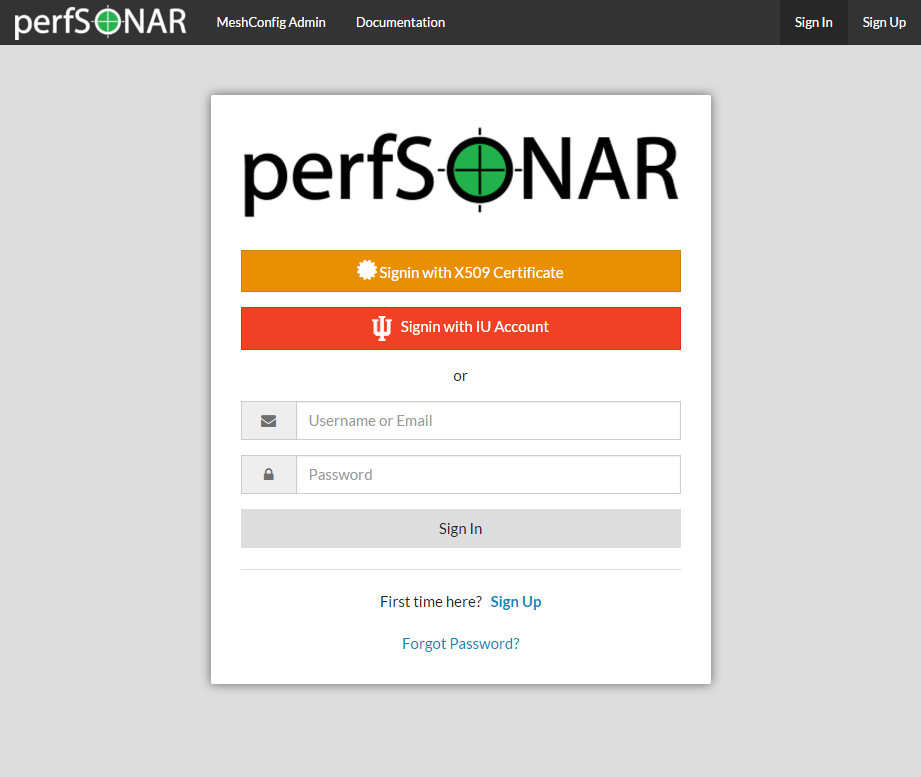 perfSONAR MeshConfig Admin Documentation Sign In Sign Up
perfSONAR
Signin with X509 Certificate
Signin with IU Account
or
Username or Email
Password
Sign In
First time here? Sign Up
Forgot Password?